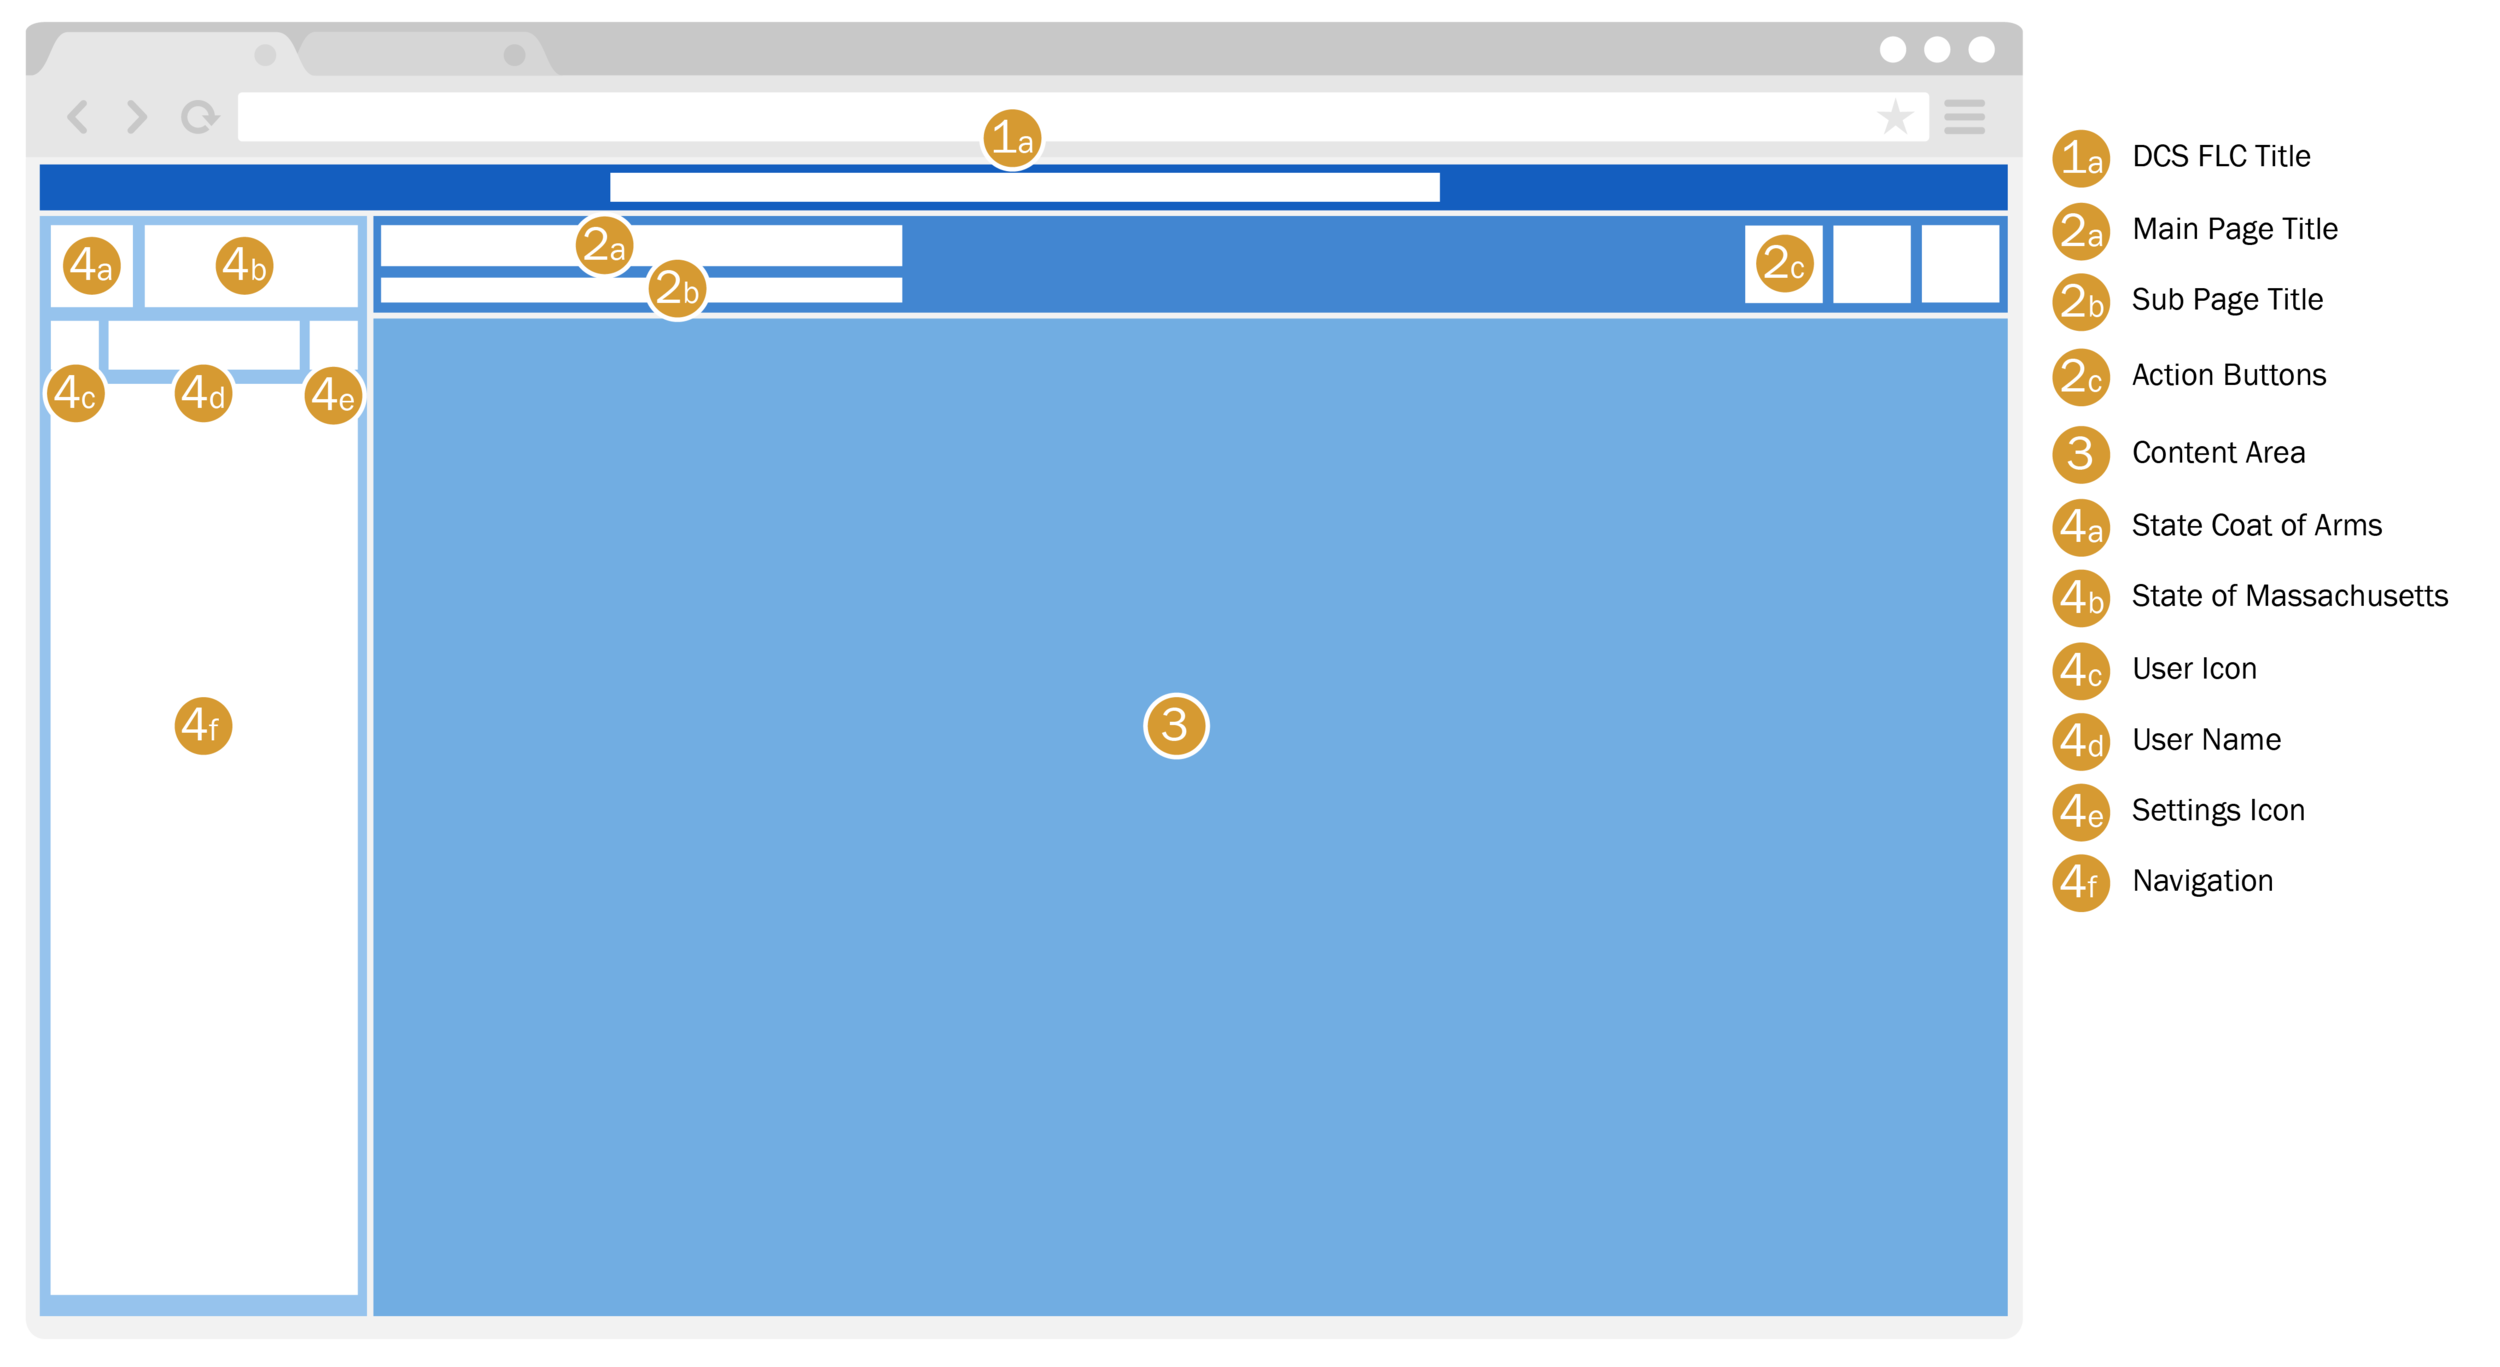 1a
2a
2b
2c
4a
4b
4c
4d
4e
4f
3
1a DCS FLC Title
2a Main Page Title
2b Sub Page Title
2c Action Buttons
3 Content Area
4a State Coat of Arms
4b State of Massachusetts
4c User Icon
4d User Name
4e Settings Icon
4f Navigation